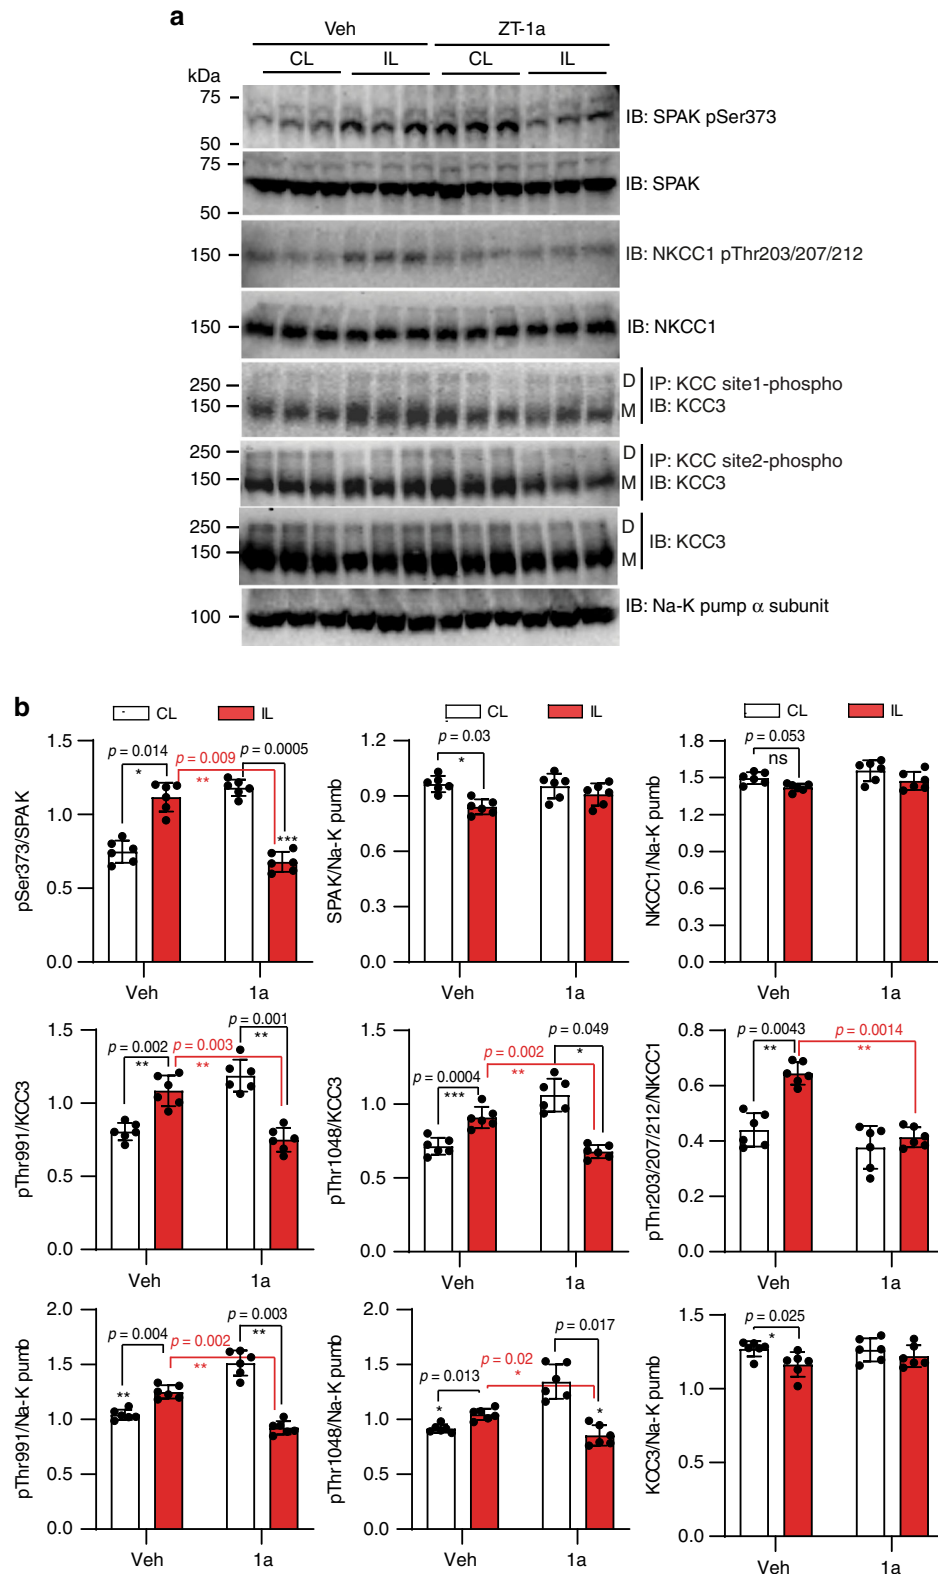 a
Veh ZT-1a
CL IL CL IL
kDa
75
50
IB: SPAK pSer373
75
50
IB: SPAK
150
IB: NKCC1 pThr203/207/212
150
IB: NKCC1
250
150
D
M
IP: KCC site1-phospho
IB: KCC3
250
150
D
M
IP: KCC site2-phospho
IB: KCC3
250
150
D
M
IB: KCC3
100
IB: Na-K pump α subunit
b
CL IL
pSer373/SPAK
1.5
1.0
0.5
0.0
p = 0.014
*
p = 0.009
**
p = 0.0005
***
Veh 1a
CL IL
SPAK/Na-K pumb
1.2
0.9
0.6
0.3
0.0
p = 0.03
*
Veh 1a
CL IL
NKCC1/Na-K pumb
1.8
1.5
1.2
0.9
0.6
0.3
0.0
p = 0.053
ns
Veh 1a
pThr991/KCC3
1.5
1.0
0.5
0.0
p = 0.002
**
p = 0.003
**
p = 0.001
**
Veh 1a
pThr1048/KCC3
1.5
1.0
0.5
0.0
p = 0.0004
***
p = 0.002
**
p = 0.049
*
Veh 1a
pThr203/207/212/NKCC1
0.8
0.6
0.4
0.2
0.0
p = 0.0043
**
p = 0.0014
**
Veh 1a
pThr991/Na-K pumb
2.0
1.5
1.0
0.5
0.0
p = 0.004
**
p = 0.002
**
p = 0.003
**
Veh 1a
pThr1048/Na-K pumb
2.0
1.5
1.0
0.5
0.0
p = 0.013
*
p = 0.02
*
p = 0.017
*
Veh 1a
KCC3/Na-K pumb
1.5
1.0
0.5
0.0
p = 0.025
*
Veh 1a